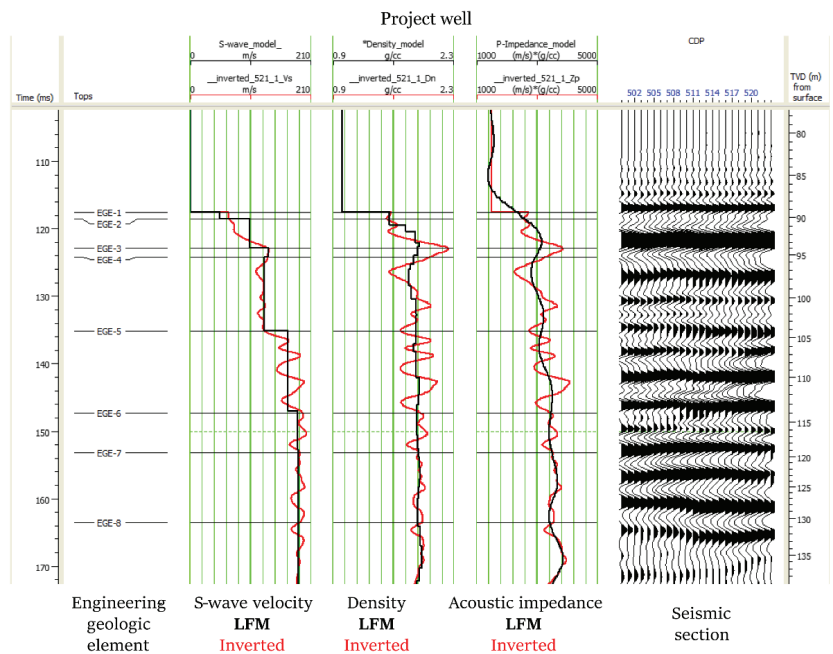 Project well
S-wave_model_
0 m/s 210
__inverted_521_1_Vs
0 m/s 210
*Density_model
0.9 g/cc 2.3
__inverted_521_1_Dn
0.9 g/cc 2.3
P-Impedance_model
1000 (m/s)*(g/cc) 5000
__inverted_521_1_Zp
1000 (m/s)*(g/cc) 5000
CDP
502 505 508 511 514 517 520
Time (ms)
Tops
TVD (m)
from
surface
110
120
130
140
150
160
170
EGE-1
EGE-2
EGE-3
EGE-4
EGE-5
EGE-6
EGE-7
EGE-8
80
90
95
100
105
110
115
120
125
130
135
Engineering
geologic
element
S-wave velocity
LFM
Inverted
Density
LFM
Inverted
Acoustic impedance
LFM
Inverted
Seismic
section